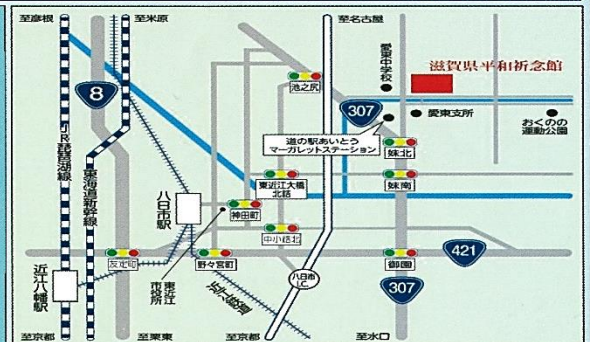 至彦根
至米原
至名古屋
8
JR琵琶湖線
東海道新幹線
池之尻
愛東中学校
滋賀県平和祈念館
307
愛東支所
おくのの
運動公園
道の駅あいとう
マーガレットステーション
妹北
妹南
東近江大橋
北詰
八日市駅
神田町
中小路北
友定町
野々宮町
御園
421
近江八幡駅
東近江
市役所
八日市
I.C.
307
至京都
至栗東
至京都
至水口